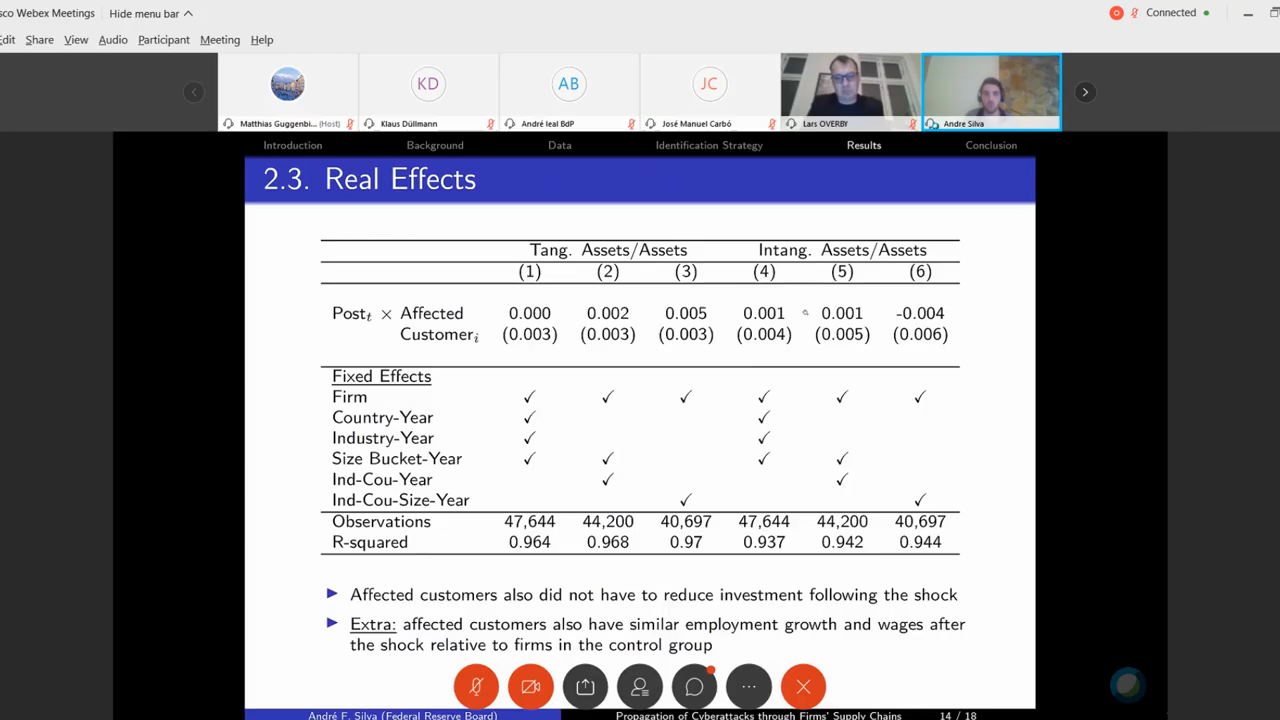 sco Webex Meetings Hide menu bar Connected
Edit Share View Audio Participant Meeting Help
KD AB JC
Matthias Guggenbi... (Host) Klaus Düllmann André leal BdP José Manuel Carbó Lars OVERBY Andre Silva
Introduction Background Data Identification Strategy Results Conclusion
2.3. Real Effects
Tang. Assets/Assets Intang. Assets/Assets
(1) (2) (3) (4) (5) (6)
Postt × Affected 0.000 0.002 0.005 0.001 0.001 -0.004
Customeri (0.003) (0.003) (0.003) (0.004) (0.005) (0.006)
Fixed Effects
Firm ✓ ✓ ✓ ✓ ✓ ✓
Country-Year ✓ ✓
Industry-Year ✓ ✓
Size Bucket-Year ✓ ✓ ✓ ✓
Ind-Cou-Year ✓ ✓
Ind-Cou-Size-Year ✓ ✓
Observations 47,644 44,200 40,697 47,644 44,200 40,697
R-squared 0.964 0.968 0.97 0.937 0.942 0.944
Affected customers also did not have to reduce investment following the shock
Extra: affected customers also have similar employment growth and wages after
the shock relative to firms in the control group
André F. Silva (Federal Reserve Board) Propagation of Cyberattacks through Firms' Supply Chains 14 / 18